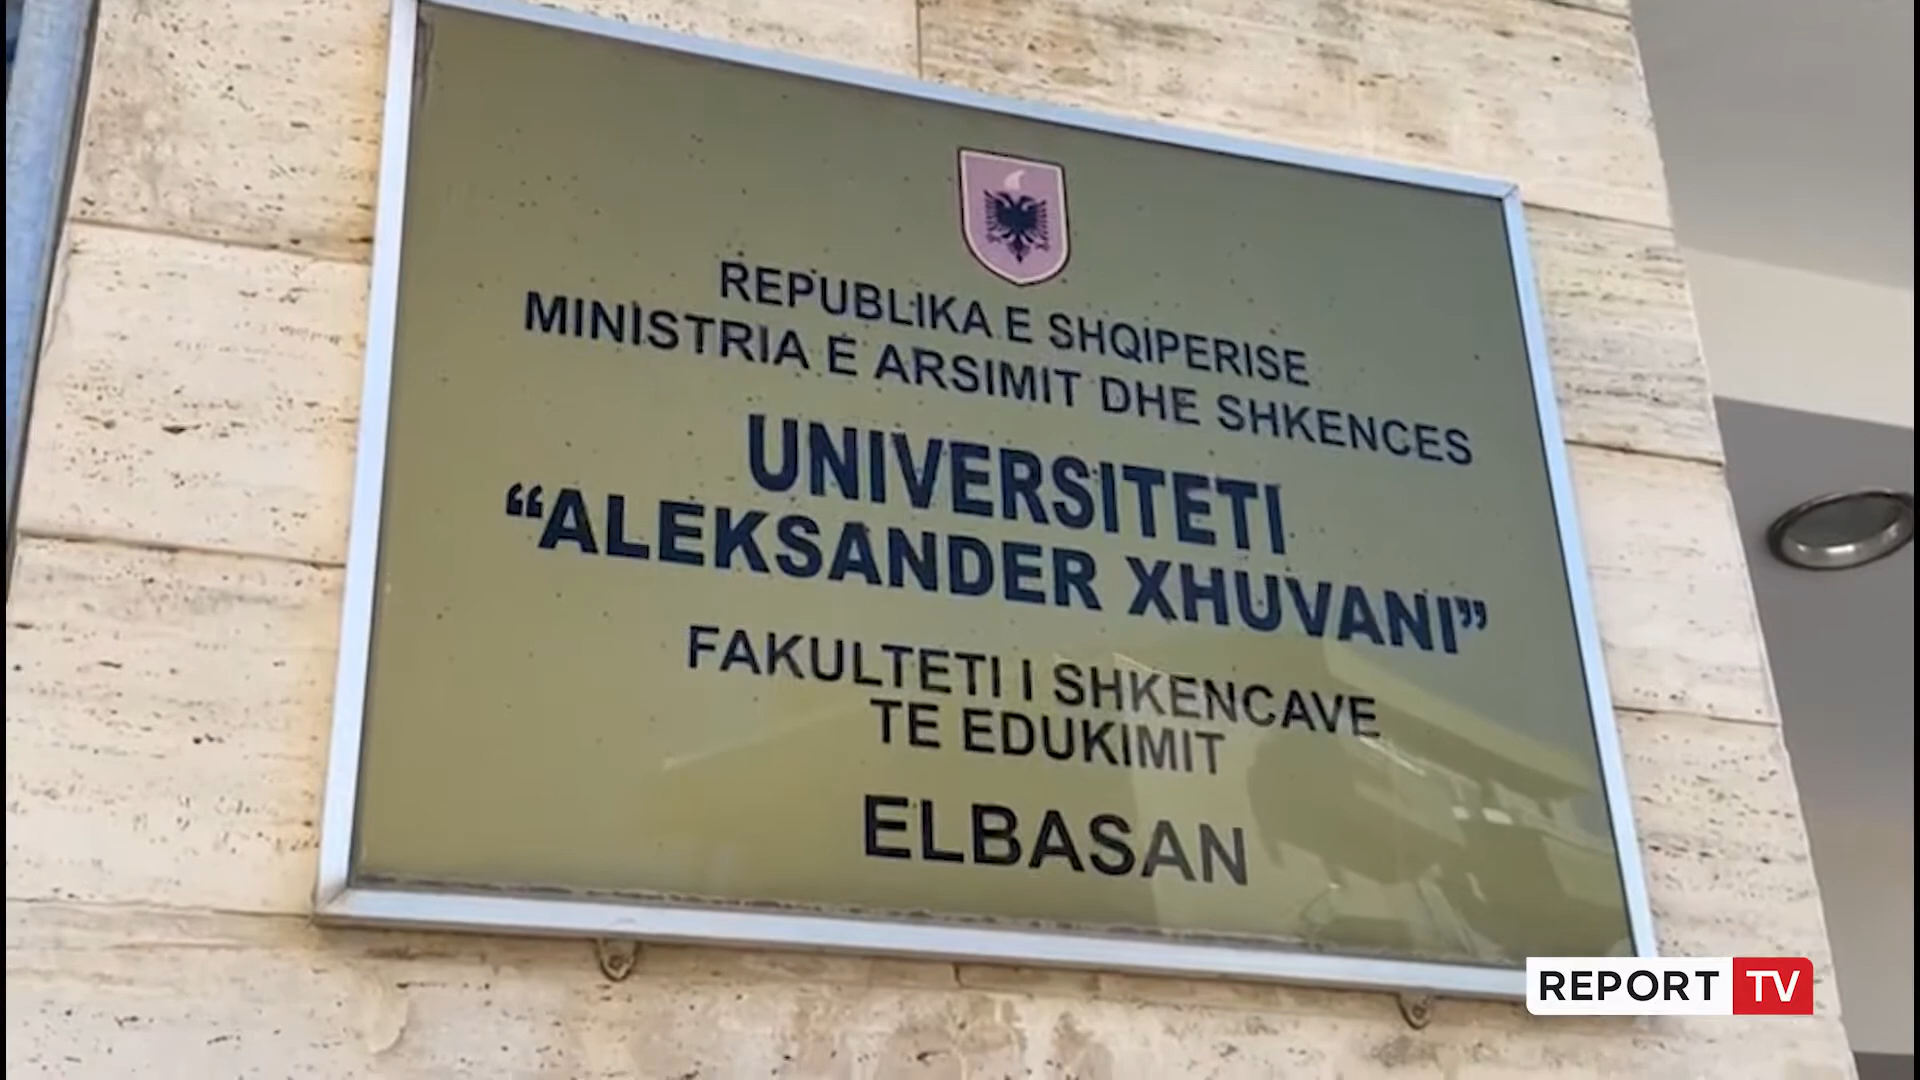 REPUBLIKA E SHQIPERISE
MINISTRIA E ARSIMIT DHE SHKENCES
UNIVERSITETI
“ALEKSANDER XHUVANI”
FAKULTETI I SHKENCAVE
TE EDUKIMIT
ELBASAN
REPORT TV